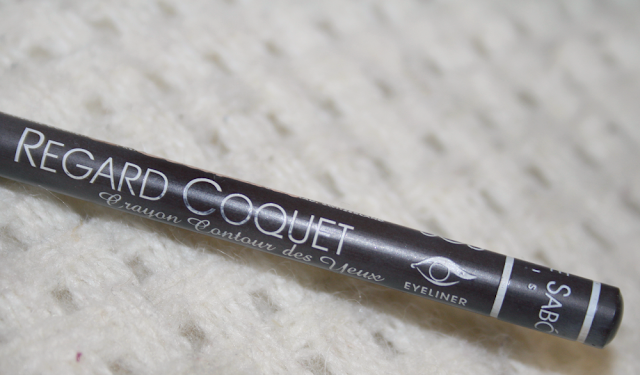 REGARD COQUET
Crayon Contour des Yeux
EYELINER